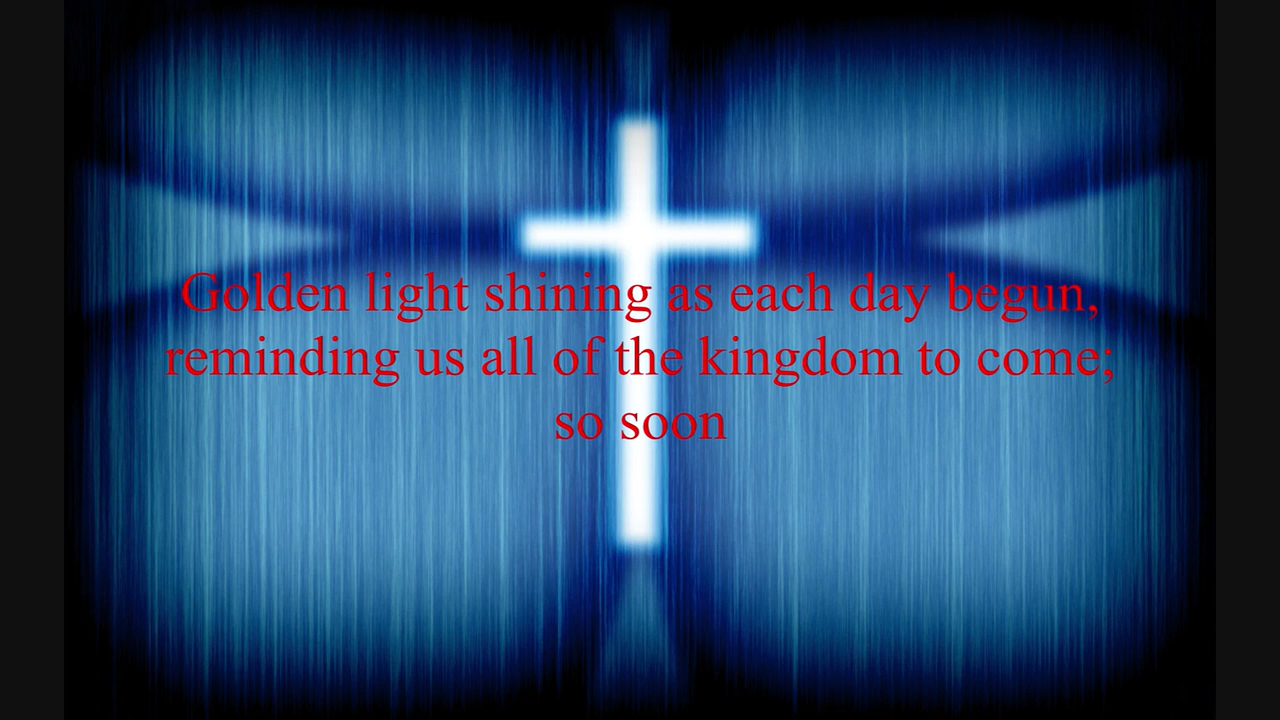 Golden light shining as each day begun,
reminding us all of the kingdom to come;
so soon